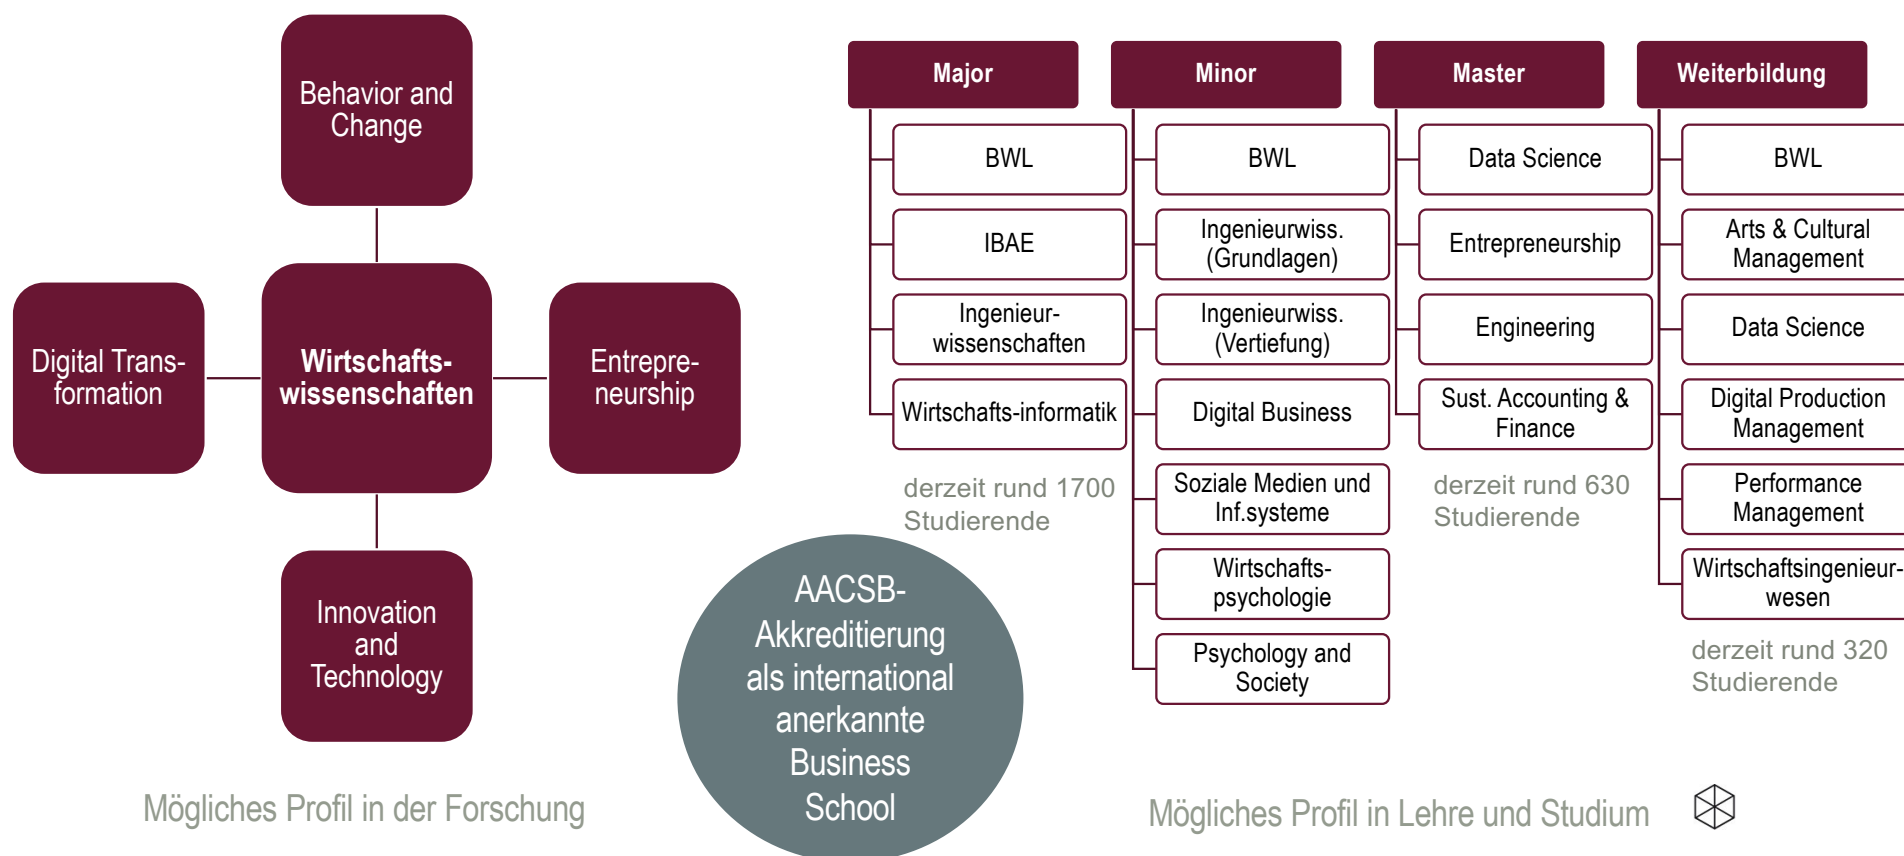 Behavior and
Change
Digital Trans-
formation
Wirtschafts-
wissenschaften
Entrepre-
neurship
Innovation
and
Technology
Mögliches Profil in der Forschung
AACSB-
Akkreditierung
als international
anerkannte
Business
School
Major
BWL
IBAE
Ingenieur-
wissenschaften
Wirtschafts-informatik
derzeit rund 1700
Studierende
Minor
BWL
Ingenieurwiss.
(Grundlagen)
Ingenieurwiss.
(Vertiefung)
Digital Business
Soziale Medien und
Inf.systeme
Wirtschafts-
psychologie
Psychology and
Society
Master
Data Science
Entrepreneurship
Engineering
Sust. Accounting &
Finance
derzeit rund 630
Studierende
Weiterbildung
BWL
Arts & Cultural
Management
Data Science
Digital Production
Management
Performance
Management
Wirtschaftsingenieur-
wesen
derzeit rund 320
Studierende
Mögliches Profil in Lehre und Studium